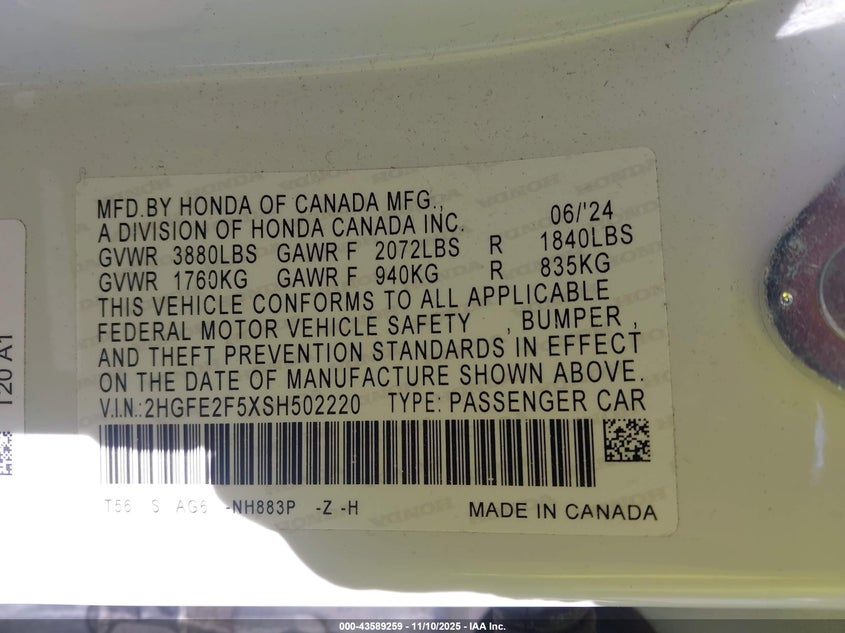 MFD.BY HONDA OF CANADA MFG.,
A DIVISION OF HONDA CANADA INC. 06/'24
GVWR 3880LBS GAWR F 2072LBS R 1840LBS
GVWR 1760KG GAWR F 940KG R 835KG
THIS VEHICLE CONFORMS TO ALL APPLICABLE
FEDERAL MOTOR VEHICLE SAFETY , BUMPER ,
AND THEFT PREVENTION STANDARDS IN EFFECT
ON THE DATE OF MANUFACTURE SHOWN ABOVE.
V.I.N.:2HGFE2F5XSH502220 TYPE: PASSENGER CAR
T56 S AG6 -NH883P -Z -H MADE IN CANADA
T20 A1
000-43589259 - 11/10/2025 - IAA Inc.